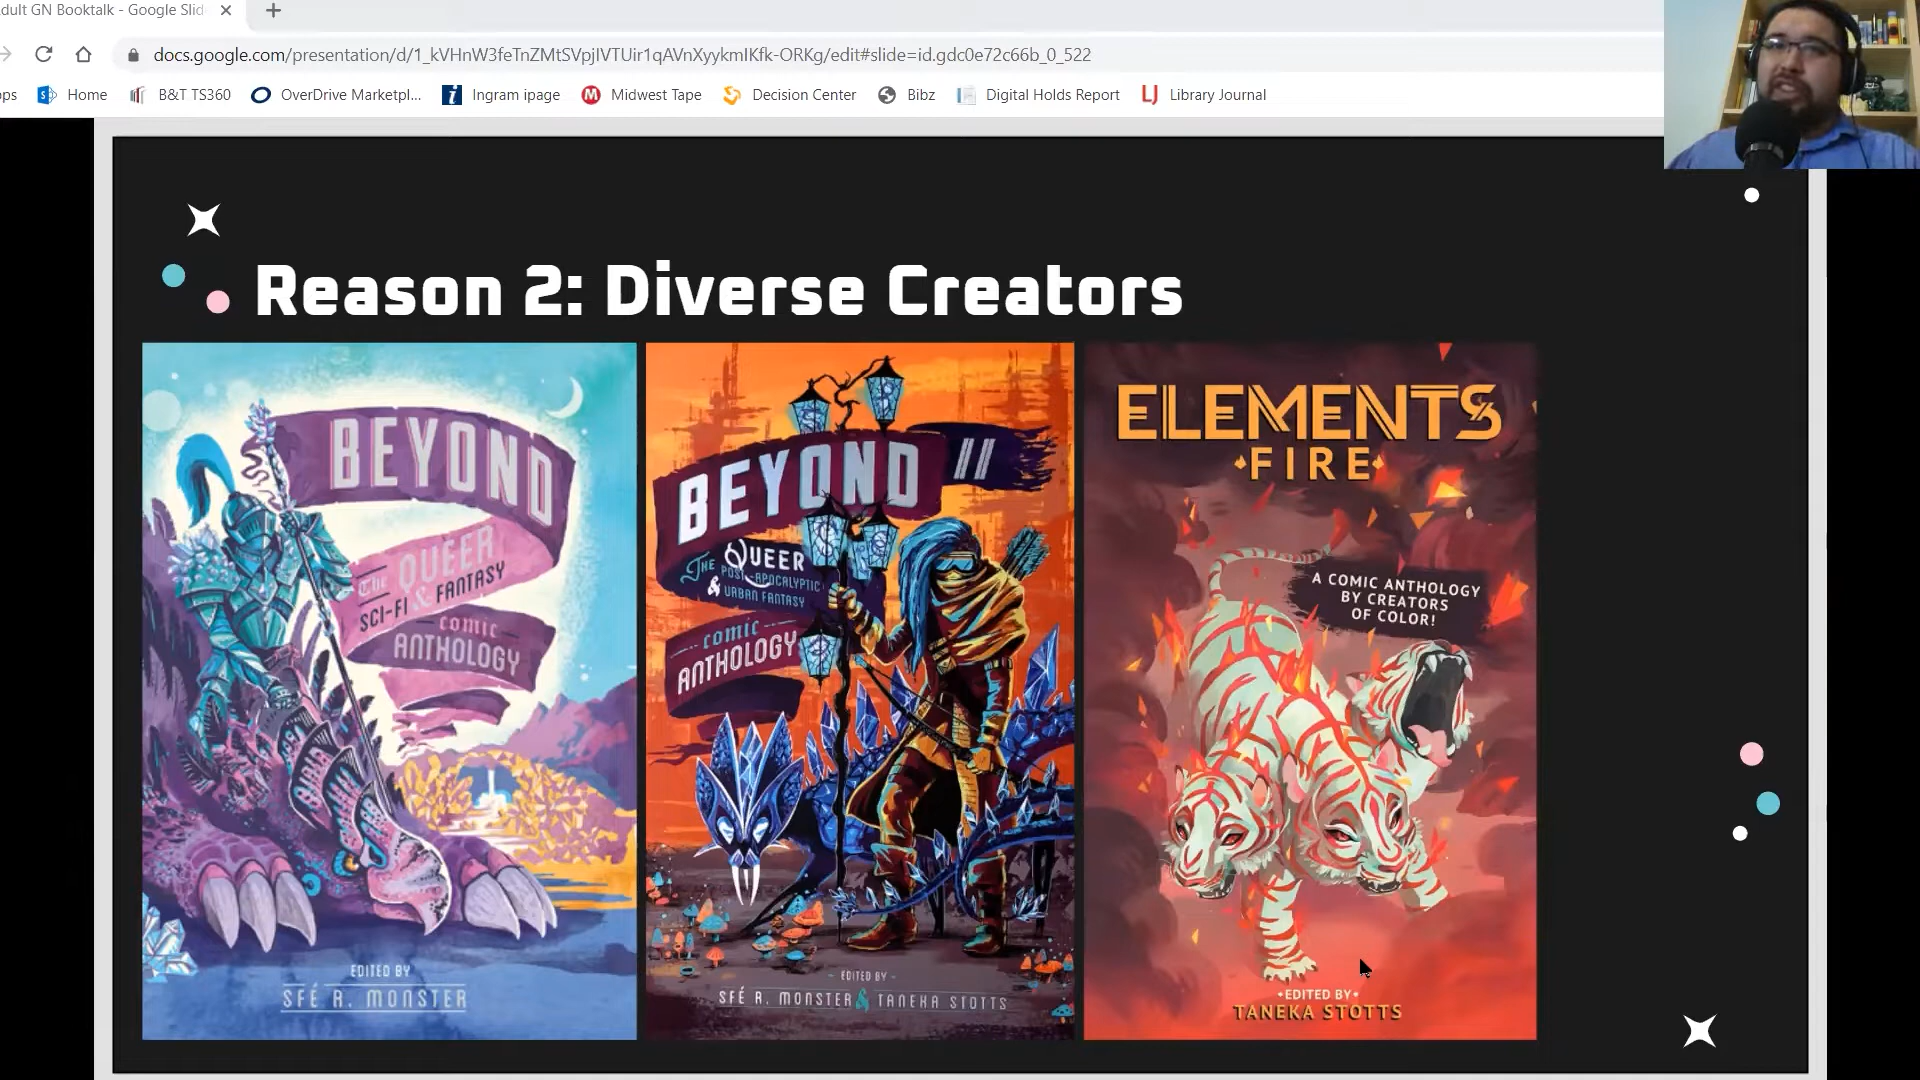 dult GN Booktalk - Google Slid
docs.google.com/presentation/d/1_kVHnW3feTnZMtSVpjIVTUir1qAVnXyykmIKfk-ORKg/edit#slide=id.gdc0e72c66b_0_522
ps Home B&T TS360 OverDrive Marketpl... Ingram ipage Midwest Tape Decision Center Bibz Digital Holds Report LJ Library Journal
Reason 2: Diverse Creators
BEYOND
The QUEER
SCI-FI & FANTASY
comic
ANTHOLOGY
EDITED BY
SFÉ R. MONSTER
BEYOND II
THE QUEER
POST-APOCALYPTIC
& URBAN FANTASY
comic
ANTHOLOGY
- EDITED BY -
SFÉ R. MONSTER & TANEKA STOTTS
ELEMENTS
FIRE
A COMIC ANTHOLOGY
BY CREATORS
OF COLOR!
•EDITED BY•
TANEKA STOTTS